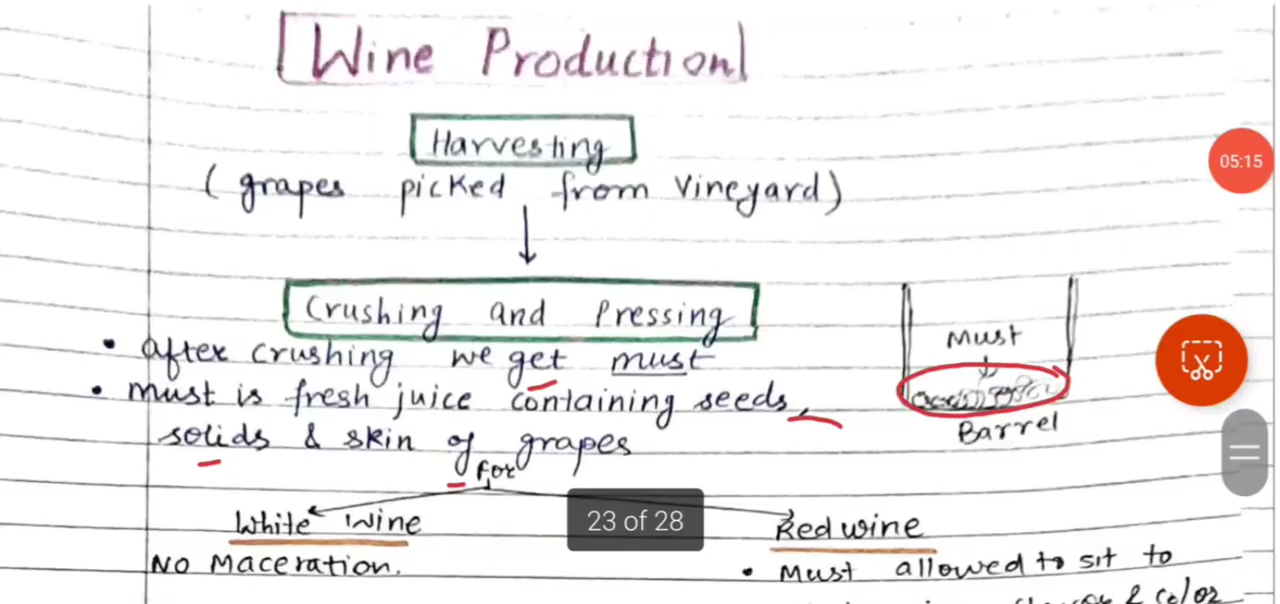 Wine Production
Harvesting
( grapes picked from vineyard)
05:15
Crushing and Pressing
• after crushing we get must
• must is fresh juice containing seeds,
solids & skin of grapes
Must
Barrel
for
White Wine
Red wine
23 of 28
No Maceration.
• Must allowed to sit to
& color